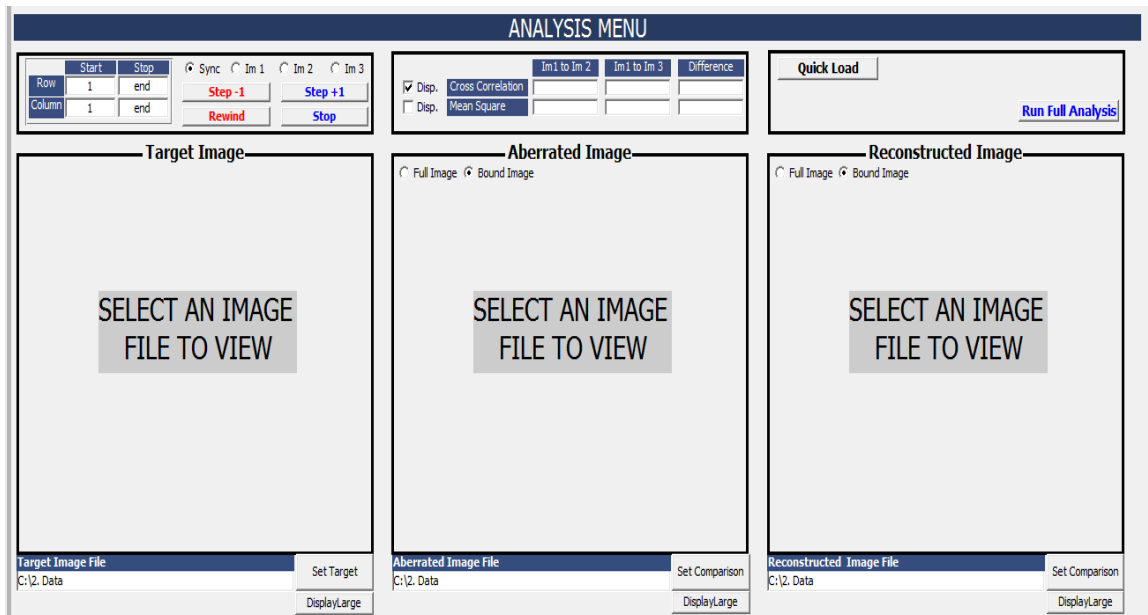 ANALYSIS MENU
Start Stop
Row 1 end
Column 1 end
Sync Im 1 Im 2 Im 3
Step -1 Step +1
Rewind Stop
Im1 to Im 2 Im1 to Im 3 Difference
Disp. Cross Correlation
Disp. Mean Square
Quick Load
Run Full Analysis
Target Image
SELECT AN IMAGE
FILE TO VIEW
Target Image File
C:\2. Data
Set Target
DisplayLarge
Aberrated Image
Full Image Bound Image
SELECT AN IMAGE
FILE TO VIEW
Aberrated Image File
C:\2. Data
Set Comparison
DisplayLarge
Reconstructed Image
Full Image Bound Image
SELECT AN IMAGE
FILE TO VIEW
Reconstructed Image File
C:\2. Data
Set Comparison
DisplayLarge